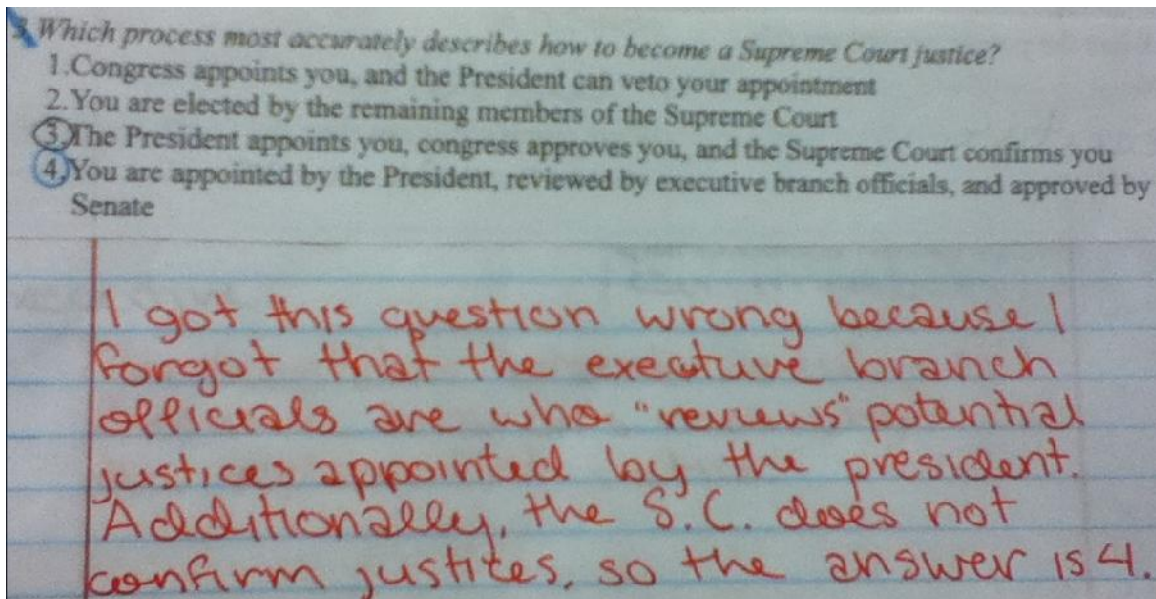 3. Which process most accurately describes how to become a Supreme Court justice?
1.Congress appoints you, and the President can veto your appointment
2.You are elected by the remaining members of the Supreme Court
3.The President appoints you, congress approves you, and the Supreme Court confirms you
4.You are appointed by the President, reviewed by executive branch officials, and approved by
Senate
I got this question wrong because I
forgot that the executuve branch
officials are who "reviews" potential
justices appointed by the president.
Additionally, the S.C. does not
confirm justites, so the answer is 4.